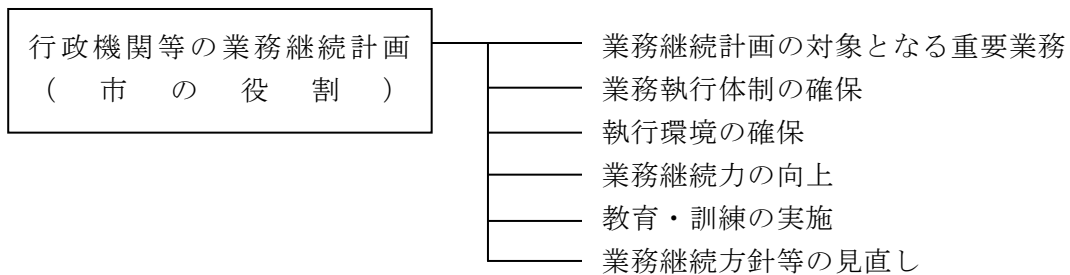 行政機関等の業務継続計画
（市の役割）
業務継続計画の対象となる重要業務
業務執行体制の確保
執行環境の確保
業務継続力の向上
教育・訓練の実施
業務継続方針等の見直し